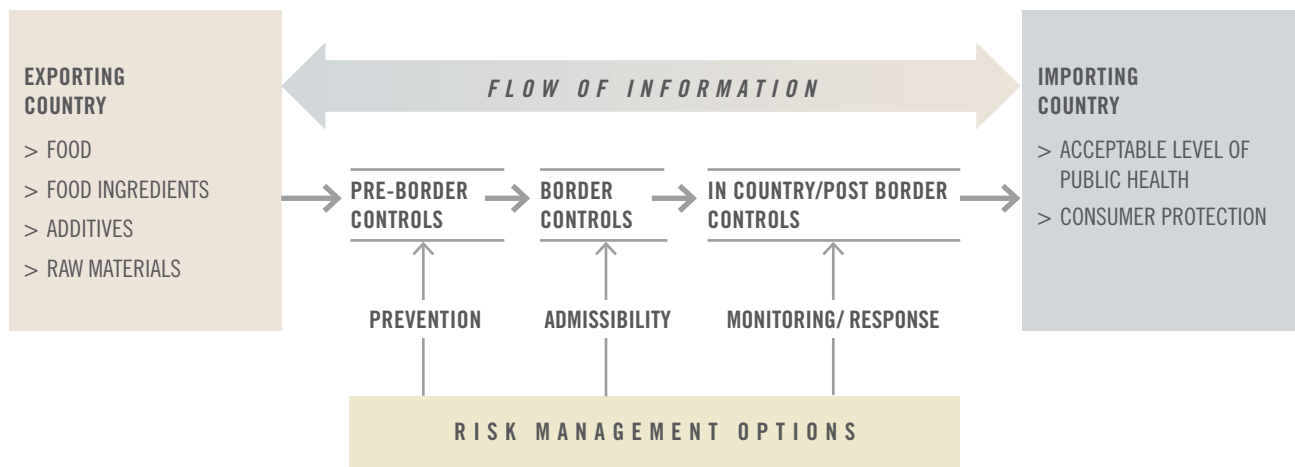 EXPORTING
COUNTRY
> FOOD
> FOOD INGREDIENTS
> ADDITIVES
> RAW MATERIALS
FLOW OF INFORMATION
PRE-BORDER
CONTROLS
BORDER
CONTROLS
IN COUNTRY/POST BORDER
CONTROLS
PREVENTION
ADMISSIBILITY
MONITORING/ RESPONSE
RISK MANAGEMENT OPTIONS
IMPORTING
COUNTRY
> ACCEPTABLE LEVEL OF
PUBLIC HEALTH
> CONSUMER PROTECTION